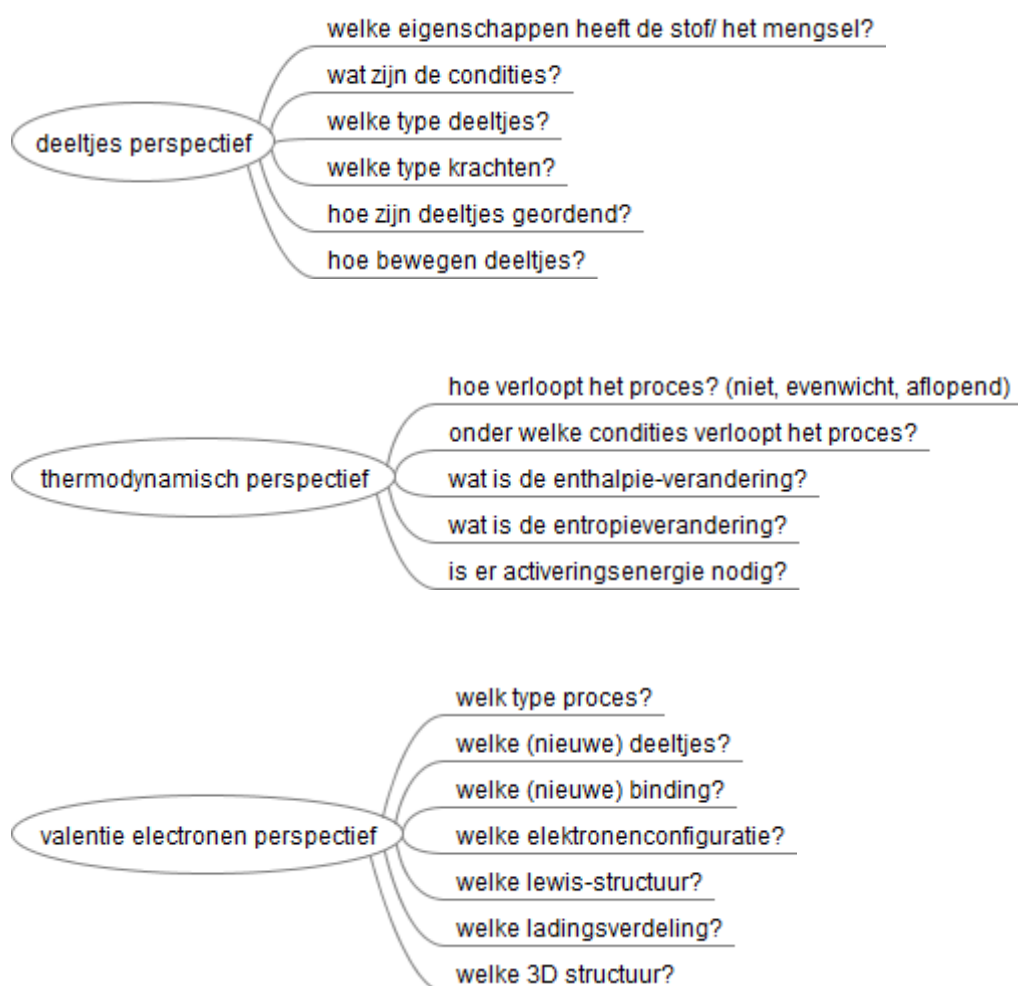 welke eigenschappen heeft de stof/ het mengsel?
wat zijn de condities?
welke type deeltjes?
deeltjes perspectief
welke type krachten?
hoe zijn deeltjes geordend?
hoe bewegen deeltjes?
hoe verloopt het proces? (niet, evenwicht, aflopend)
onder welke condities verloopt het proces?
thermodynamisch perspectief
wat is de enthalpie-verandering?
wat is de entropieverandering?
is er activeringsenergie nodig?
welk type proces?
welke (nieuwe) deeltjes?
welke (nieuwe) binding?
valentie electronen perspectief
welke elektronenconfiguratie?
welke lewis-structuur?
welke ladingsverdeling?
welke 3D structuur?